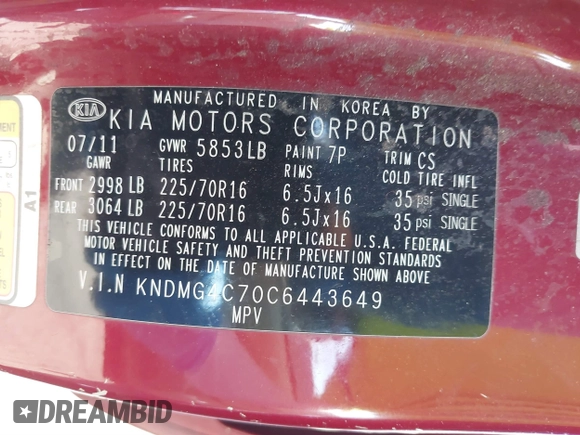 MANUFACTURED IN KOREA BY
KIA KIA MOTORS CORPORATION
07/11 GVWR 5853LB PAINT 7P TRIM CS
GAWR TIRES RIMS COLD TIRE INFL
FRONT 2998 LB 225/70R16 6.5Jx16 35 psi SINGLE
REAR 3064 LB 225/70R16 6.5Jx16 35 psi SINGLE
THIS VEHICLE CONFORMS TO ALL APPLICABLE U.S.A. FEDERAL
MOTOR VEHICLE SAFETY AND THEFT PREVENTION STANDARDS
IN EFFECT ON THE DATE OF MANUFACTURE SHOWN ABOVE.
V.I.N KNDMG4C70C6443649
MPV
A1
DREAMBID